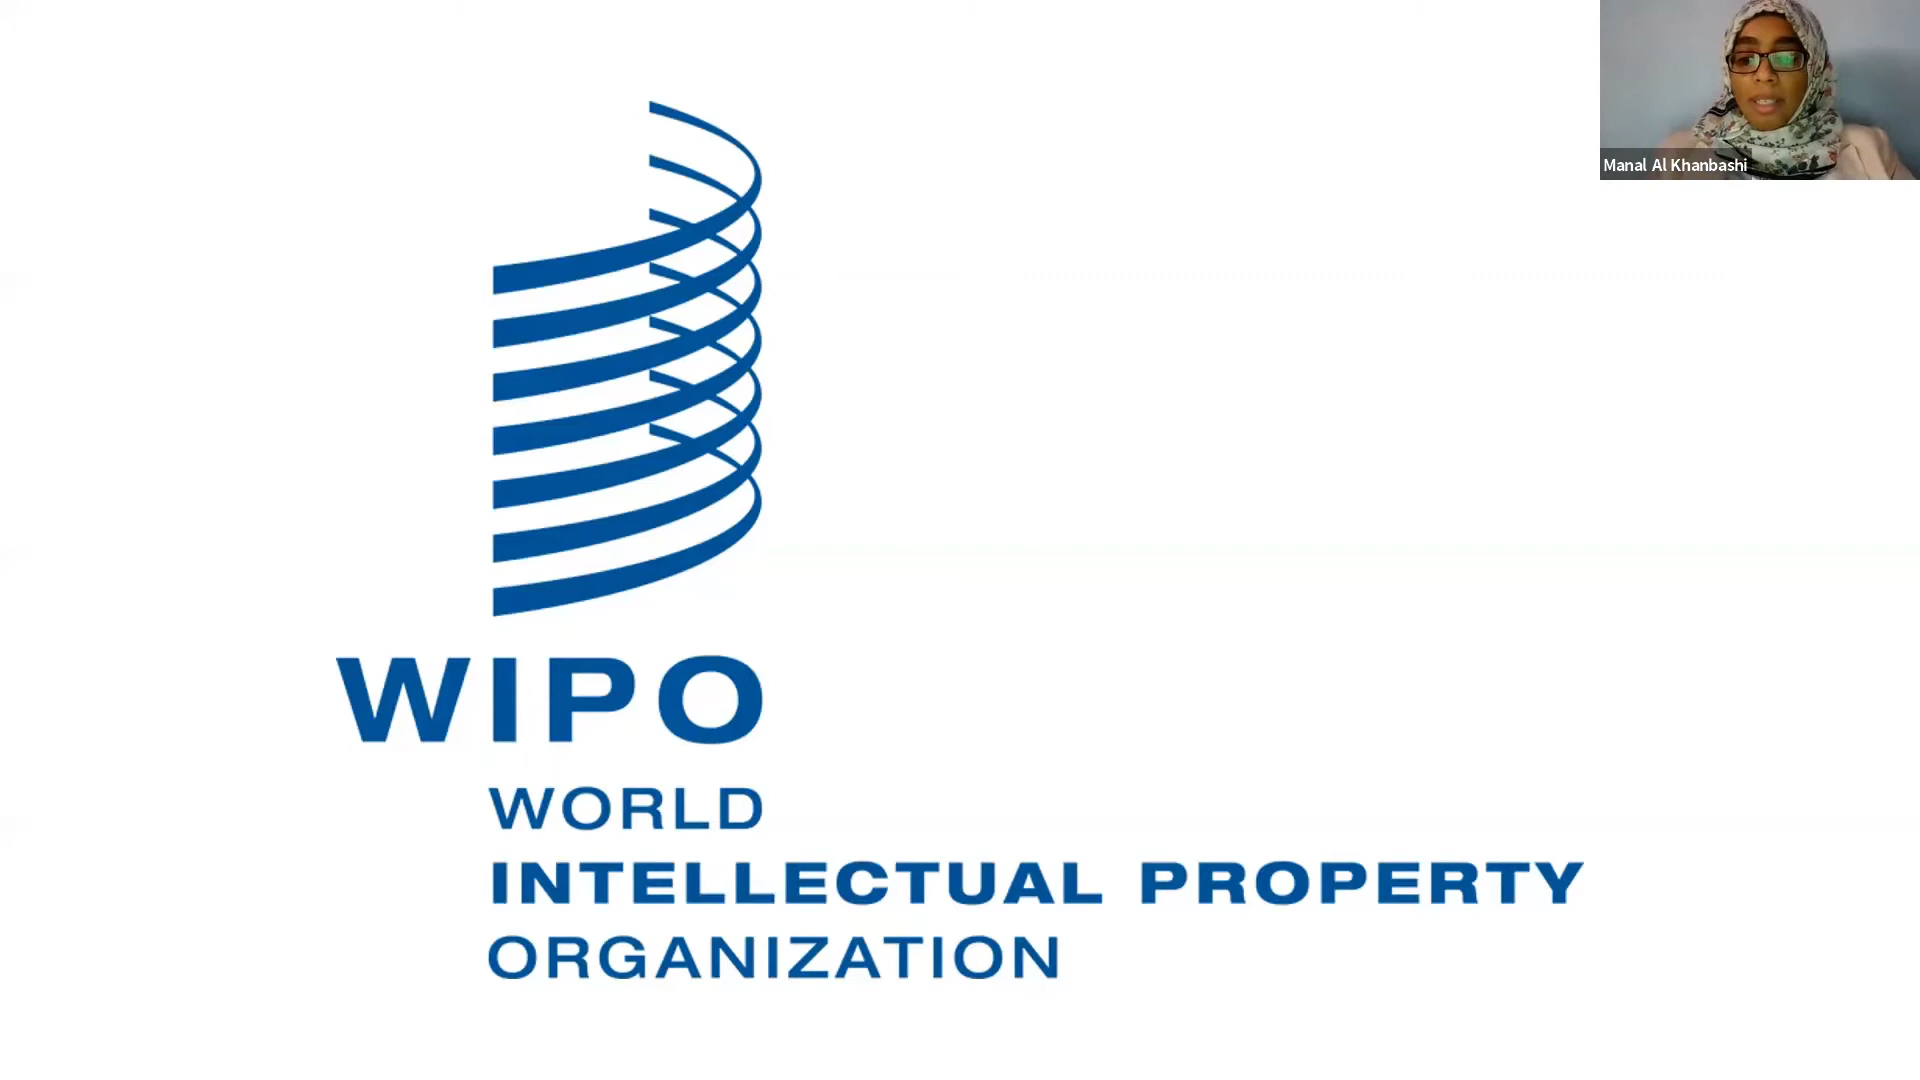 Manal Al Khanbashi
WIPO
WORLD
INTELLECTUAL PROPERTY
ORGANIZATION